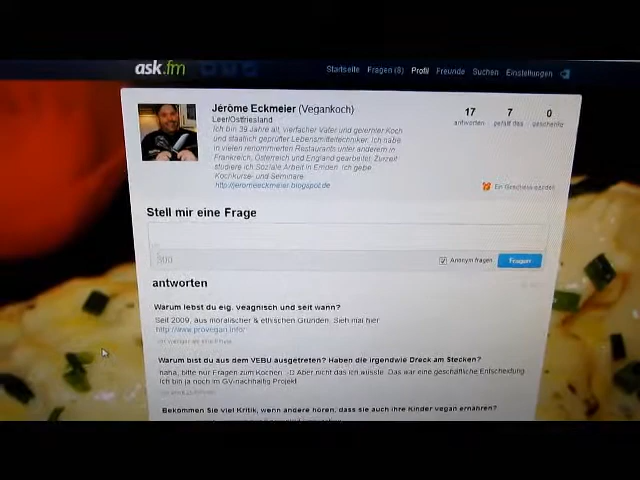 ask.fm
Startseite Fragen (8) Profil Freunde Suchen Einstellungen
Jérôme Eckmeier (Vegankoch)
Leer/Ostfriesland
Ich bin 39 Jahre alt, vierfacher Vater und gelernter Koch
und staatlich geprüfter Lebensmitteltechniker. Ich habe
in vielen renommierten Restaurants unter anderem in
Frankreich, Österreich und England gearbeitet. Zurzeit
studiere ich Soziale Arbeit in Emden. Ich gebe
Kochkurse- und Seminare.
http://jeromeeckmeier.blogspot.de
17 7 0
antworten gefällt das geschenke
Ein Geschenk senden
Stell mir eine Frage
300 Anonym fragen Fragen
antworten
Warum lebst du eig. veagnisch und seit wann?
Seit 2009, aus moralischer & ethischen Gründen. Sieh mal hier
http://www.provegan.info/
Warum bist du aus dem VEBU ausgetreten? Haben die irgendwie Dreck am Stecken?
haha, bitte nur Fragen zum Kochen. :-D Aber nicht das ich wüsste. Das war eine geschäftliche Entscheidung
Ich bin ja noch im GV-nachhaltig Projekt
Bekommen Sie viel Kritik, wenn andere hören, dass sie auch ihre Kinder vegan ernähren?